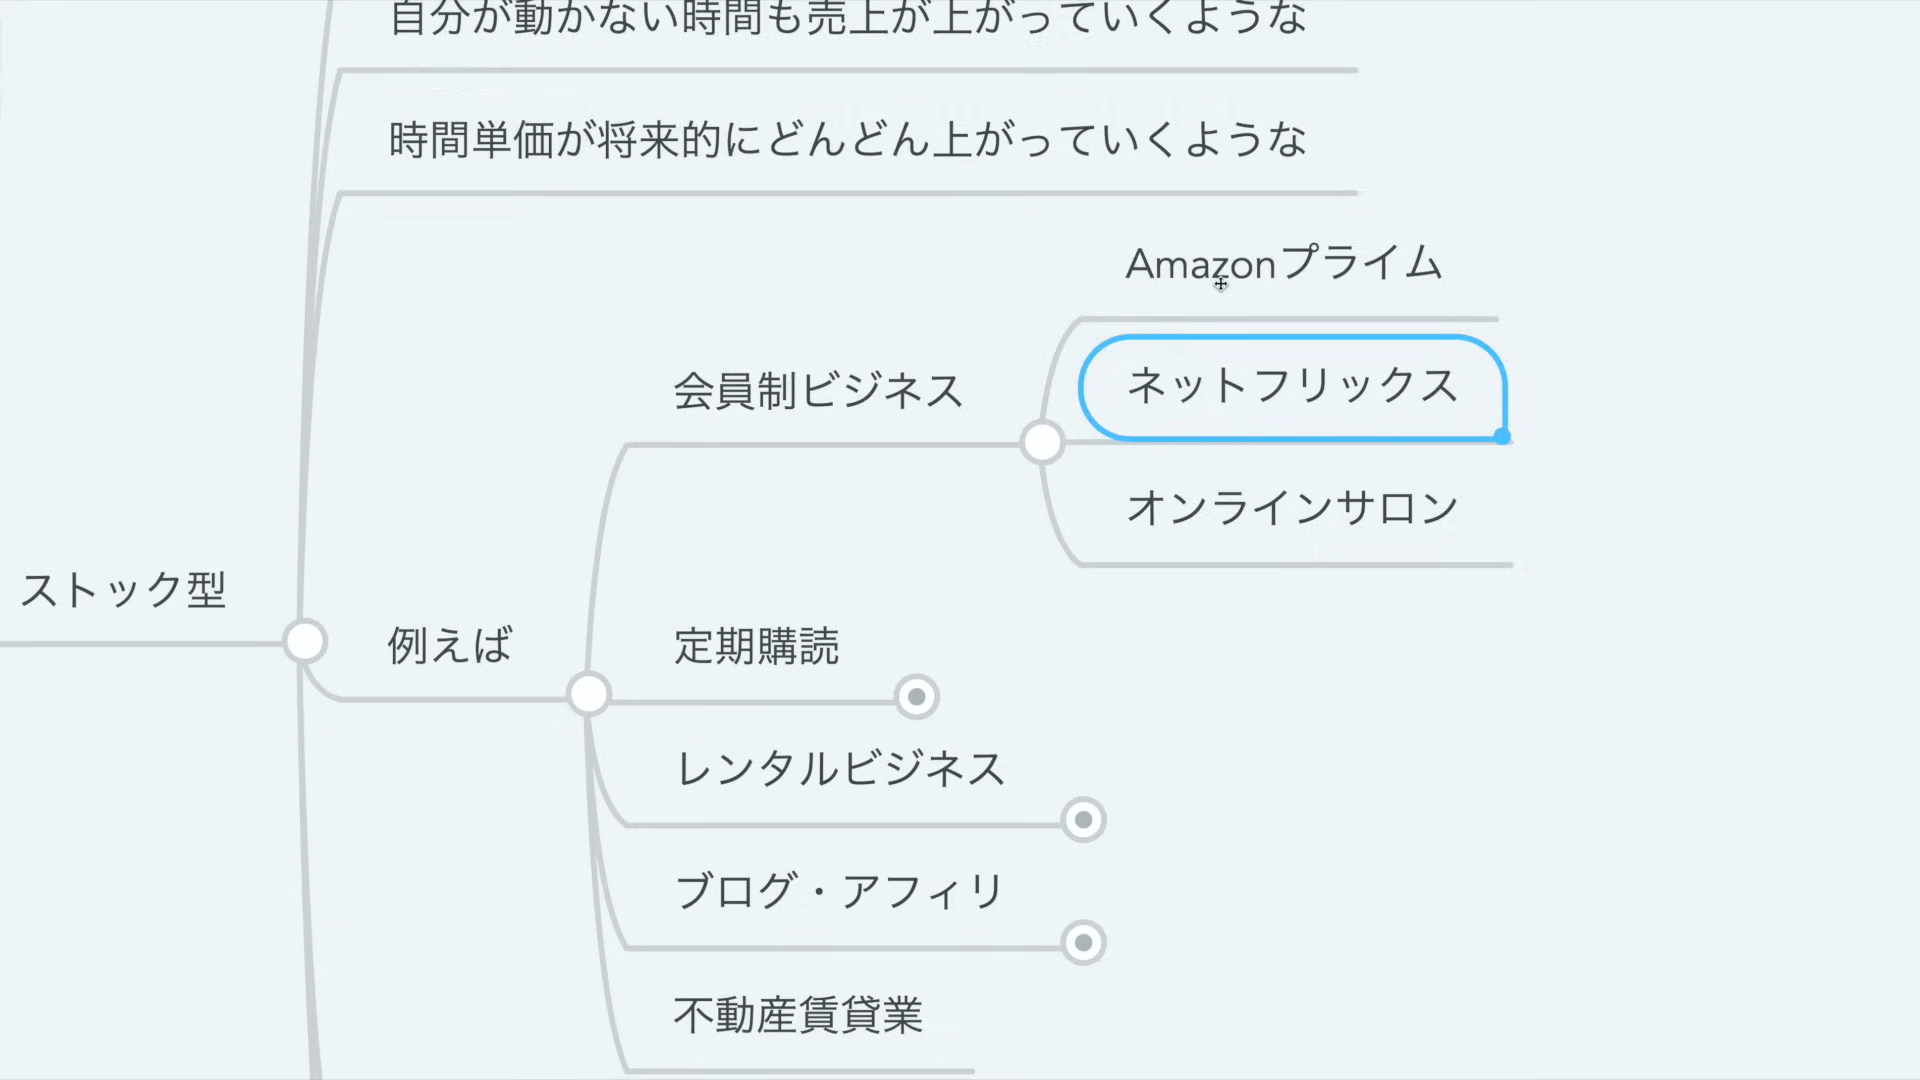 自分が動かない時間も売上が上がっていくような
時間単価が将来的にどんどん上がっていくような
Amazonプライム
会員制ビジネス
ネットフリックス
オンラインサロン
ストック型
例えば
定期購読
レンタルビジネス
ブログ・アフィリ
不動産賃貸業